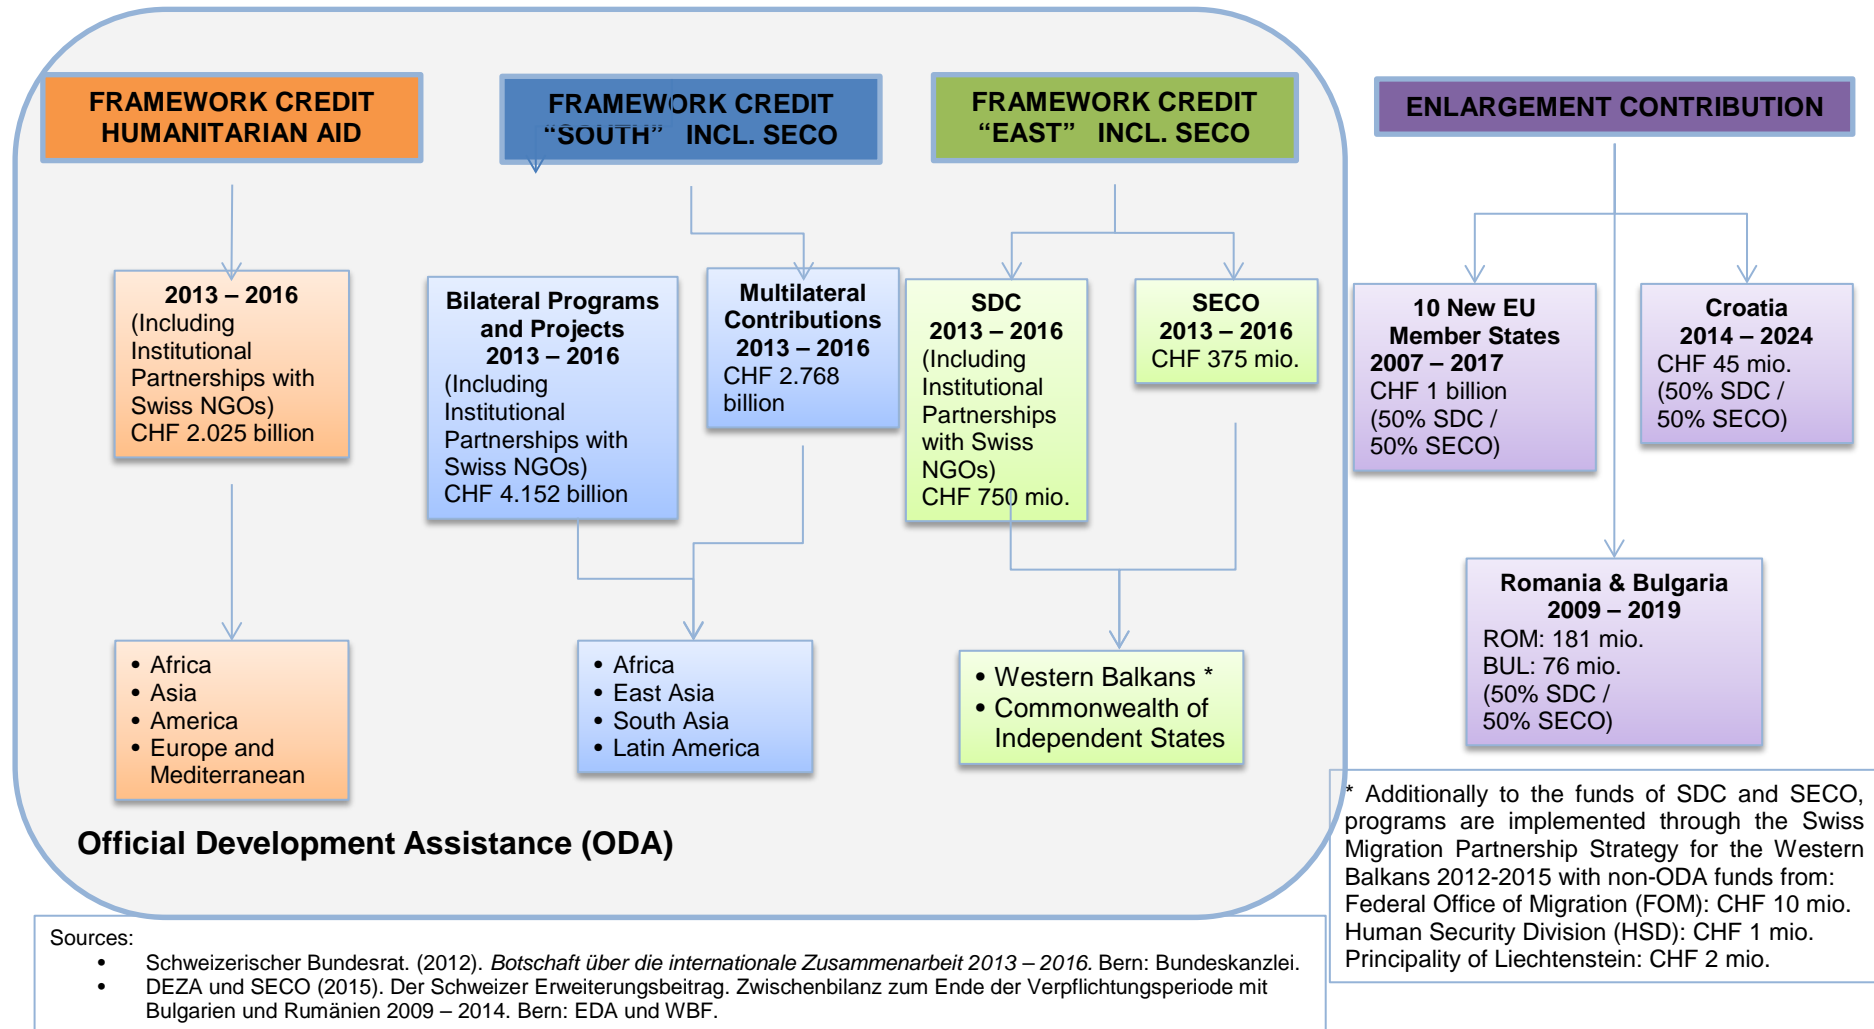 FRAMEWORK CREDIT
HUMANITARIAN AID
FRAMEWORK CREDIT
“SOUTH” INCL. SECO
FRAMEWORK CREDIT
“EAST” INCL. SECO
ENLARGEMENT CONTRIBUTION
2013 – 2016
(Including
Institutional
Partnerships with
Swiss NGOs)
CHF 2.025 billion
Bilateral Programs
and Projects
2013 – 2016
(Including
Institutional
Partnerships with
Swiss NGOs)
CHF 4.152 billion
Multilateral
Contributions
2013 – 2016
CHF 2.768
billion
SDC
2013 – 2016
(Including
Institutional
Partnerships
with Swiss
NGOs)
CHF 750 mio.
SECO
2013 – 2016
CHF 375 mio.
10 New EU
Member States
2007 – 2017
CHF 1 billion
(50% SDC /
50% SECO)
Croatia
2014 – 2024
CHF 45 mio.
(50% SDC /
50% SECO)
Romania & Bulgaria
2009 – 2019
ROM: 181 mio.
BUL: 76 mio.
(50% SDC /
50% SECO)
• Africa
• Asia
• America
• Europe and
Mediterranean
• Africa
• East Asia
• South Asia
• Latin America
• Western Balkans *
• Commonwealth of
Independent States
Official Development Assistance (ODA)
* Additionally to the funds of SDC and SECO,
programs are implemented through the Swiss
Migration Partnership Strategy for the Western
Balkans 2012-2015 with non-ODA funds from:
Federal Office of Migration (FOM): CHF 10 mio.
Human Security Division (HSD): CHF 1 mio.
Principality of Liechtenstein: CHF 2 mio.
Sources:
• Schweizerischer Bundesrat. (2012). Botschaft über die internationale Zusammenarbeit 2013 – 2016. Bern: Bundeskanzlei.
• DEZA und SECO (2015). Der Schweizer Erweiterungsbeitrag. Zwischenbilanz zum Ende der Verpflichtungsperiode mit
Bulgarien und Rumänien 2009 – 2014. Bern: EDA und WBF.